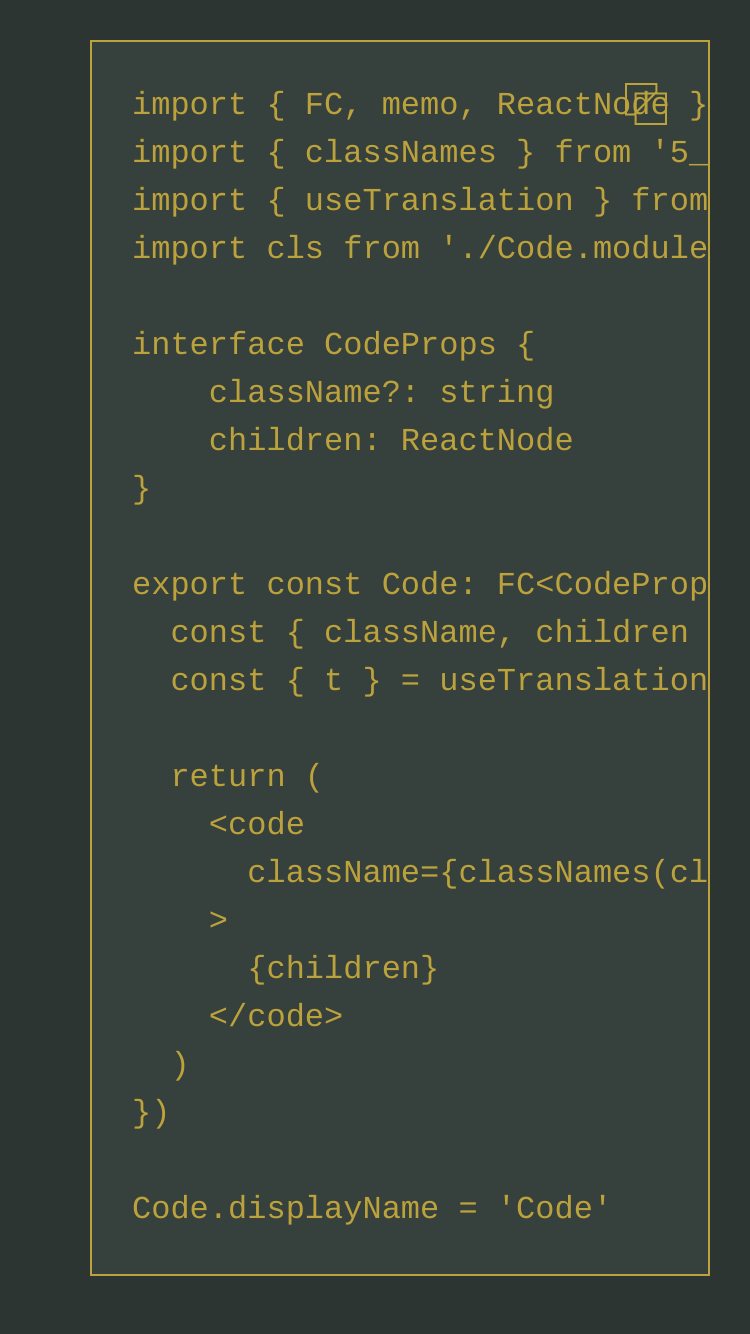 import { FC, memo, ReactNode }
import { classNames } from '5_
import { useTranslation } from
import cls from './Code.module

interface CodeProps {
    className?: string
    children: ReactNode
}

export const Code: FC<CodeProp
  const { className, children
  const { t } = useTranslation

  return (
    <code
      className={classNames(cl
    >
      {children}
    </code>
  )
})

Code.displayName = 'Code'